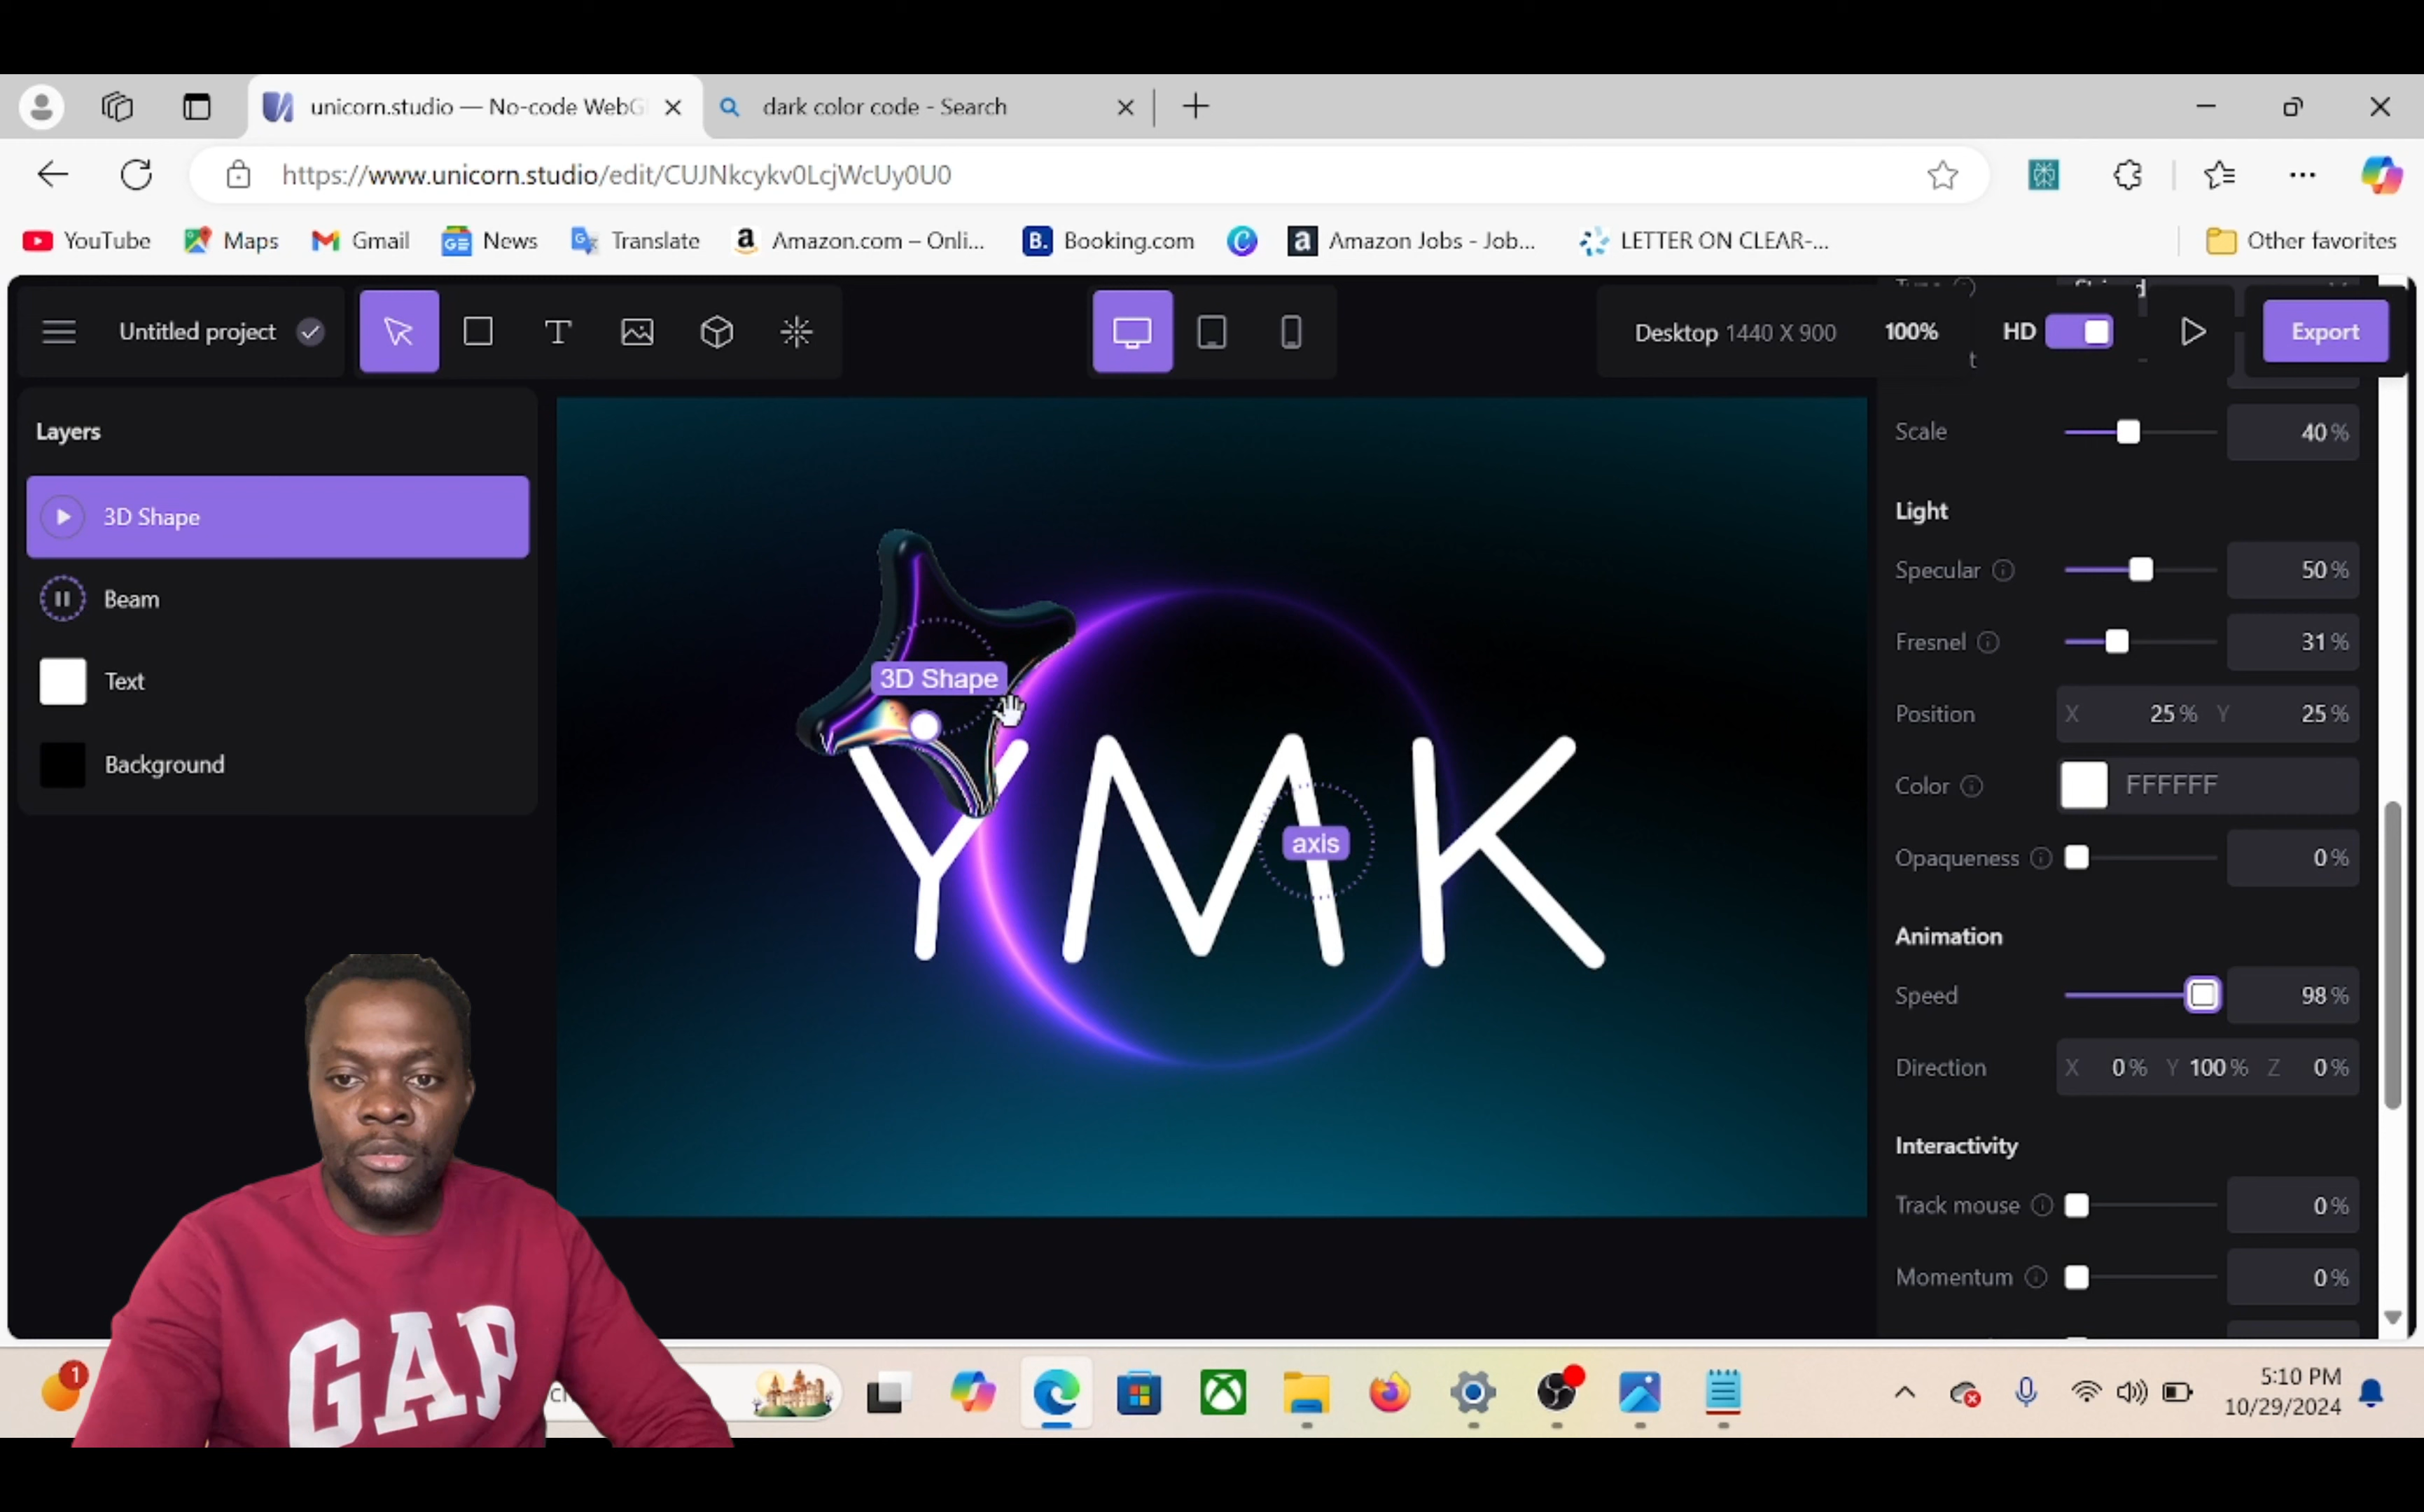 unicorn.studio — No-code WebG
dark color code - Search
https://www.unicorn.studio/edit/CUJNkcykv0LcjWcUy0U0
YouTube
Maps
Gmail
News
Translate
Amazon.com – Onli...
Booking.com
Amazon Jobs - Job...
LETTER ON CLEAR-...
Other favorites
Untitled project
Desktop 1440 X 900
100%
HD
Export
Layers
3D Shape
Beam
Text
Background
3D Shape
axis
YMK
Scale
40 %
Light
Specular
50 %
Fresnel
31 %
Position
X 25 % Y 25 %
Color
FFFFFF
Opaqueness
0 %
Animation
Speed
98 %
Direction
X 0 % Y 100 % Z 0 %
Interactivity
Track mouse
0 %
Momentum
0 %
GAP
1
5:10 PM
10/29/2024